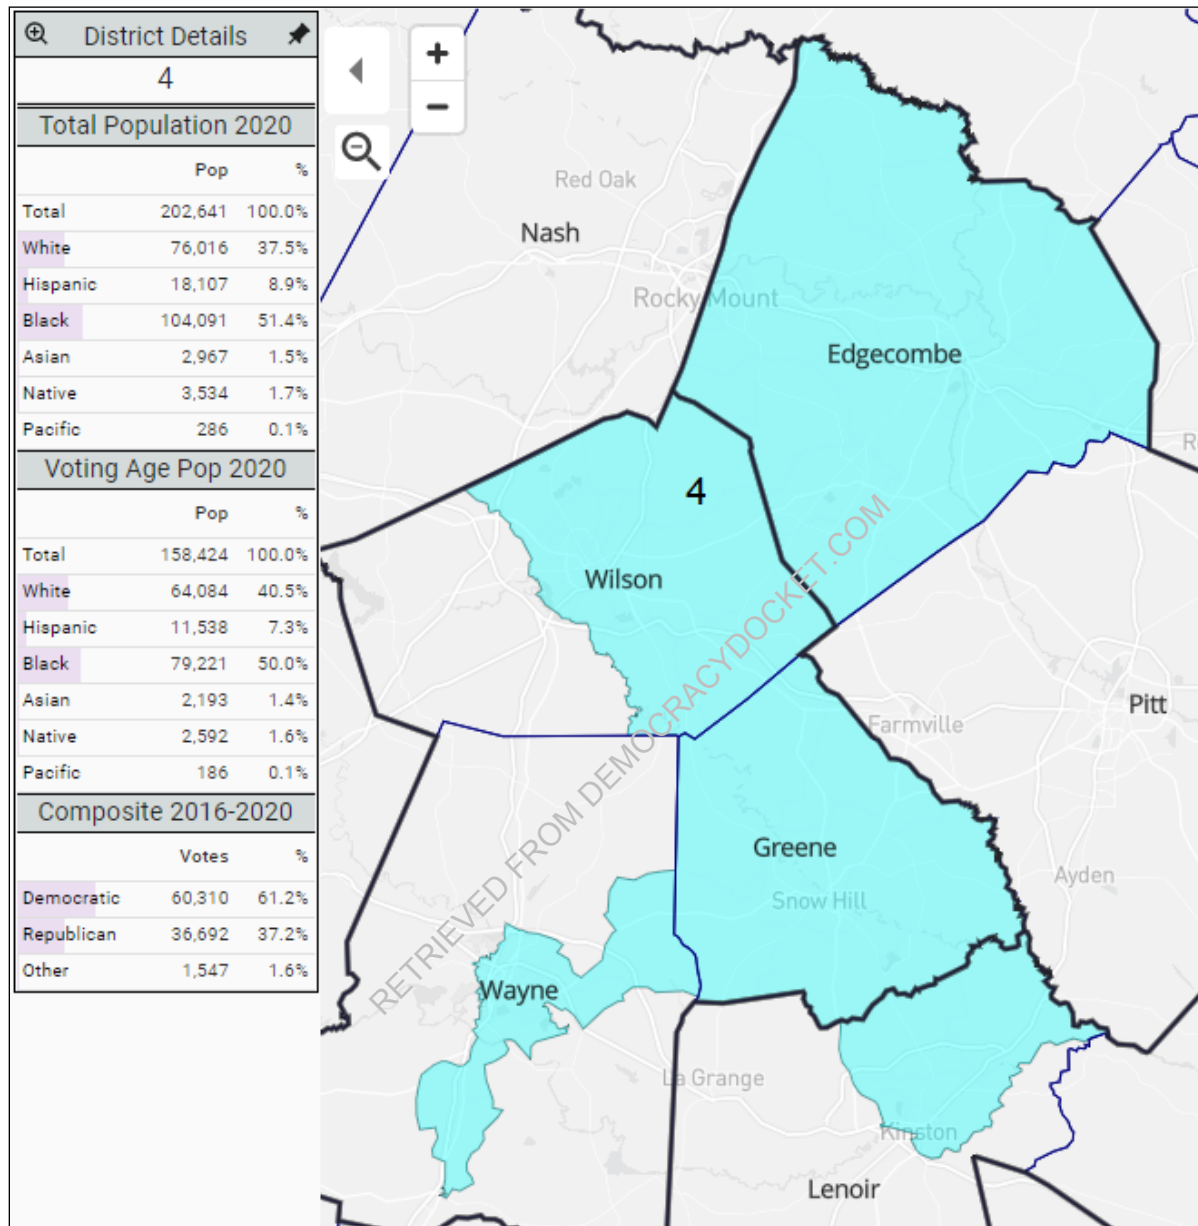 District Details
4
Total Population 2020
Pop %
Total 202,641 100.0%
White 76,016 37.5%
Hispanic 18,107 8.9%
Black 104,091 51.4%
Asian 2,967 1.5%
Native 3,534 1.7%
Pacific 286 0.1%
Voting Age Pop 2020
Pop %
Total 158,424 100.0%
White 64,084 40.5%
Hispanic 11,538 7.3%
Black 79,221 50.0%
Asian 2,193 1.4%
Native 2,592 1.6%
Pacific 186 0.1%
Composite 2016-2020
Votes %
Democratic 60,310 61.2%
Republican 36,692 37.2%
Other 1,547 1.6%
+
−
Red Oak
Nash
Rocky Mount
Edgecombe
R
4
Wilson
Pitt
Farmville
Greene
Ayden
Snow Hill
Wayne
La Grange
Kinston
Lenoir
RETRIEVED FROM DEMOCRACYDOCKET.COM